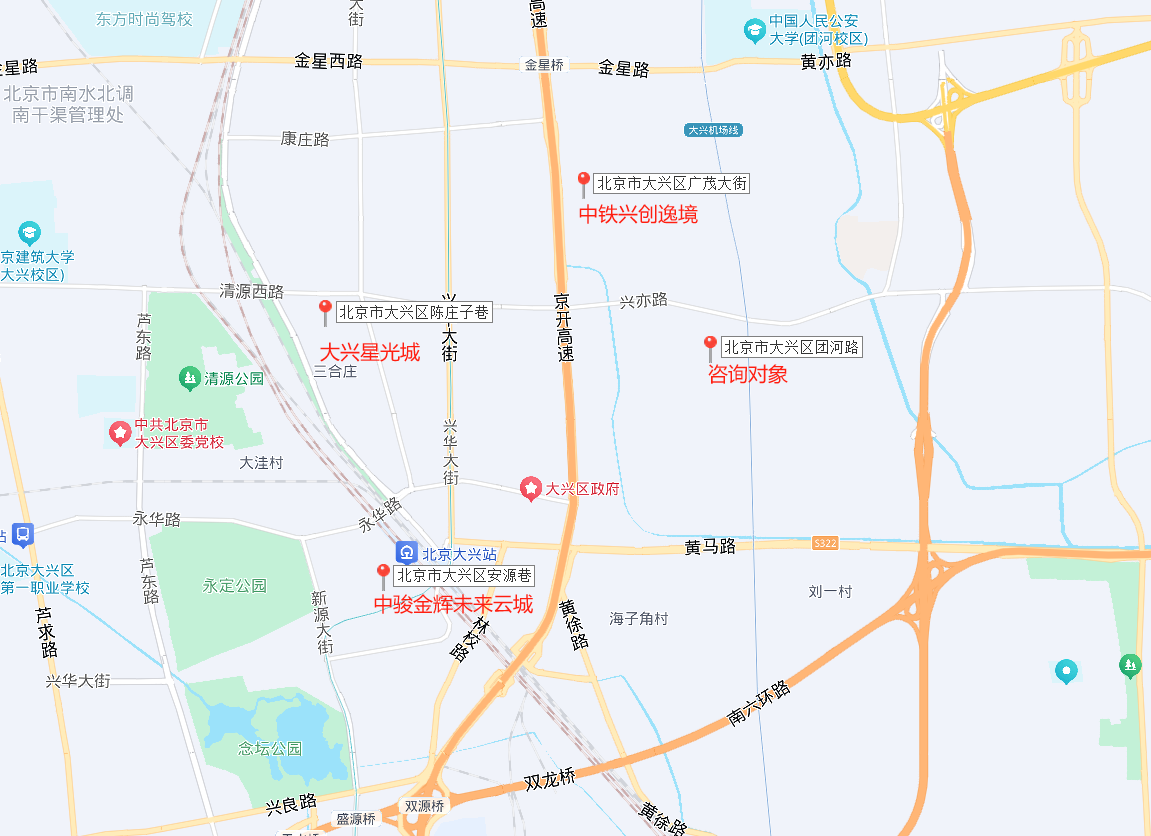 东方时尚驾校
大街
高速
中国人民公安
大学(团河校区)
金星路
金星西路
金星桥
金星路
黄亦路
北京市南水北调
南干渠管理处
康庄路
大兴机场线
北京市大兴区广茂大街
中铁兴创逸境
京建筑大学
大兴校区)
清源西路
兴华大街
京开高速
兴亦路
北京市大兴区陈庄子巷
大兴星光城
三合庄
芦东路
北京市大兴区团河路
咨询对象
清源公园
中共北京市
大兴区委党校
大洼村
兴华大街
大兴区政府
永华路
永华路
站
北京大兴站
黄马路
S322
北京大兴区
第一职业学校
芦东路
永定公园
北京市大兴区安源巷
中骏金辉未来云城
新源大街
林校路
黄徐路
海子角村
刘一村
芦求路
兴华大街
南六环路
念坛公园
双龙桥
兴良路
双源桥
盛源桥
黄徐路